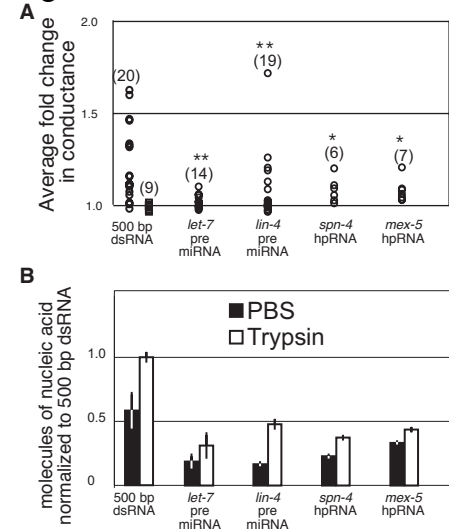 A
Average fold change
in conductance
2.0
1.5
1.0
(20)
(9)
**
(14)
**
(19)
*
(6)
*
(7)
500 bp
dsRNA
let-7
pre
miRNA
lin-4
pre
miRNA
spn-4
hpRNA
mex-5
hpRNA
B
molecules of nucleic acid
normalized to 500 bp dsRNA
1.0
0.5
0
PBS
Trypsin
500 bp
dsRNA
let-7
pre
miRNA
lin-4
pre
miRNA
spn-4
hpRNA
mex-5
hpRNA